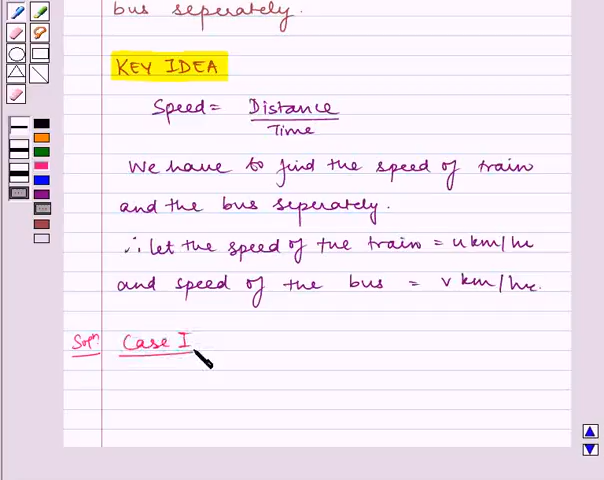 bus seperately.
KEY IDEA
Speed = Distance
Time
We have to find the speed of train
and the bus seperately.
∴ let the speed of the train = u km/hr
and speed of the bus = v km/hr.
Soln Case I